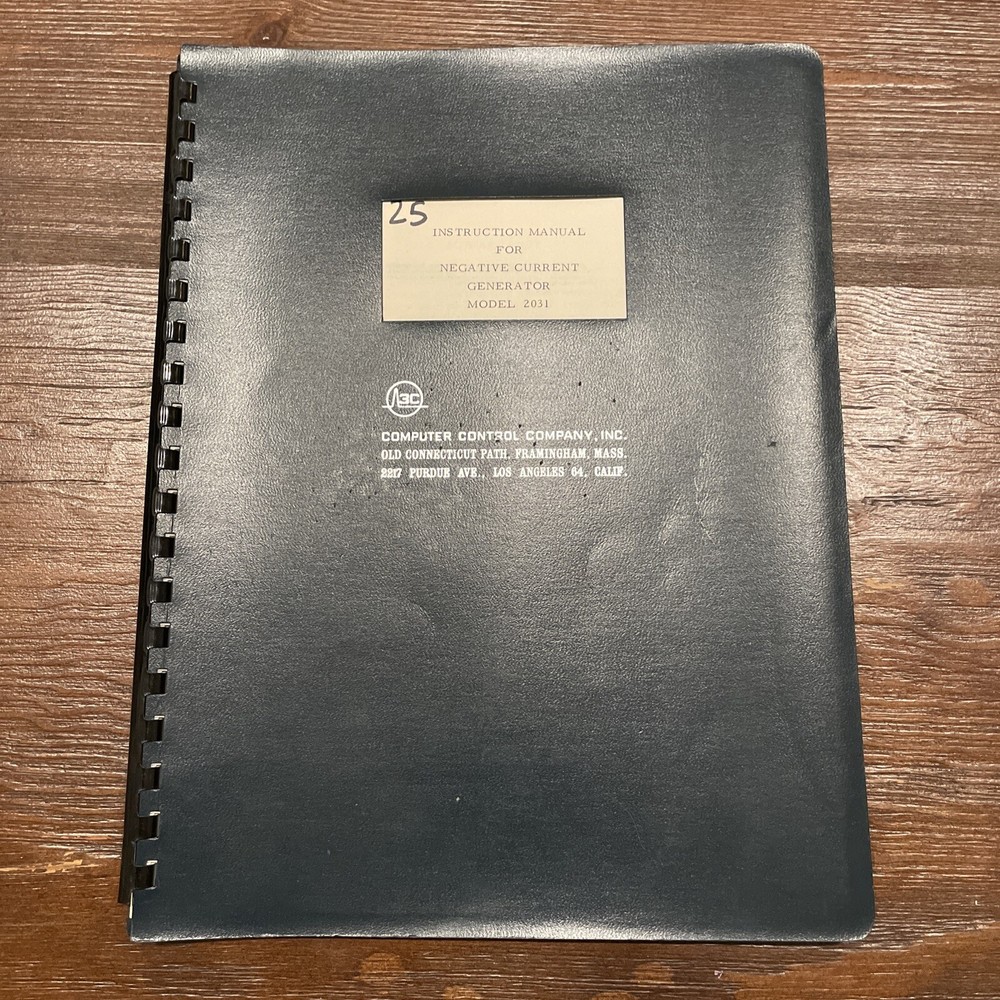 25
INSTRUCTION MANUAL
FOR
NEGATIVE CURRENT
GENERATOR
MODEL 2031
3C
COMPUTER CONTROL COMPANY, INC.
OLD CONNECTICUT PATH, FRAMINGHAM, MASS.
2217 PURDUE AVE., LOS ANGELES 64, CALIF.